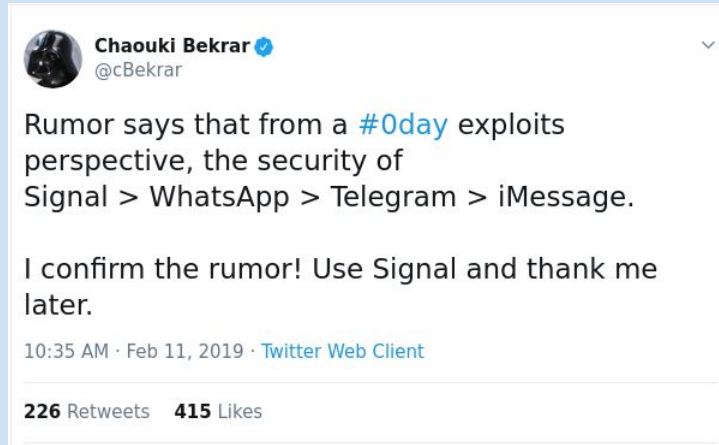 Chaouki Bekrar
@cBekrar
Rumor says that from a #0day exploits
perspective, the security of
Signal > WhatsApp > Telegram > iMessage.
I confirm the rumor! Use Signal and thank me
later.
10:35 AM · Feb 11, 2019 · Twitter Web Client
226 Retweets 415 Likes